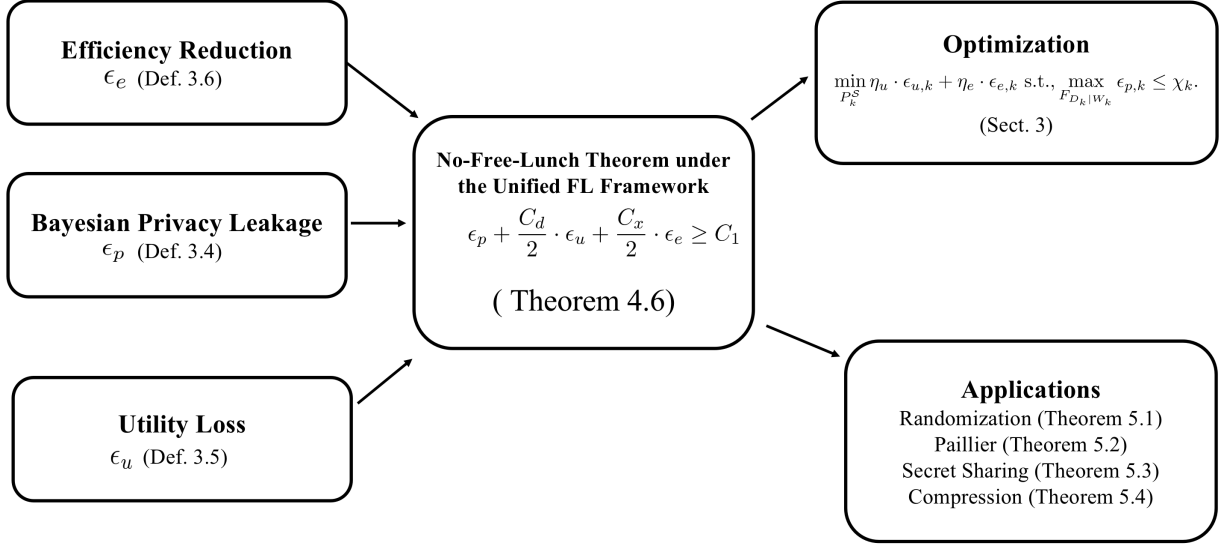 Efficiency Reduction
ϵ_e (Def. 3.6)
Bayesian Privacy Leakage
ϵ_p (Def. 3.4)
Utility Loss
ϵ_u (Def. 3.5)
No-Free-Lunch Theorem under
the Unified FL Framework
ϵ_p + \frac{C_d}{2} · ϵ_u + \frac{C_x}{2} · ϵ_e ≥ C_1
( Theorem 4.6)
Optimization
\min_{P_k^{\mathcal{S}}} η_u · ϵ_{u,k} + η_e · ϵ_{e,k} s.t., \max_{F_{D_k|W_k}} ϵ_{p,k} ≤ χ_k.
(Sect. 3)
Applications
Randomization (Theorem 5.1)
Paillier (Theorem 5.2)
Secret Sharing (Theorem 5.3)
Compression (Theorem 5.4)